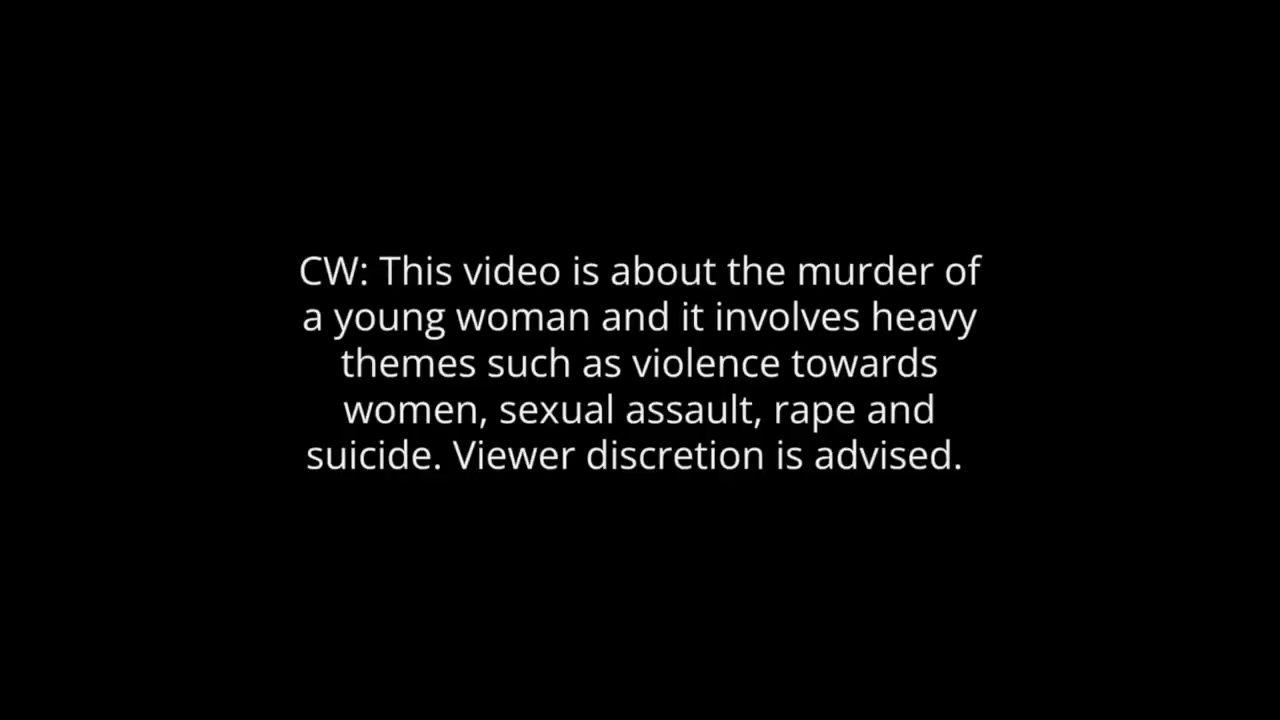 CW: This video is about the murder of
a young woman and it involves heavy
themes such as violence towards
women, sexual assault, rape and
suicide. Viewer discretion is advised.